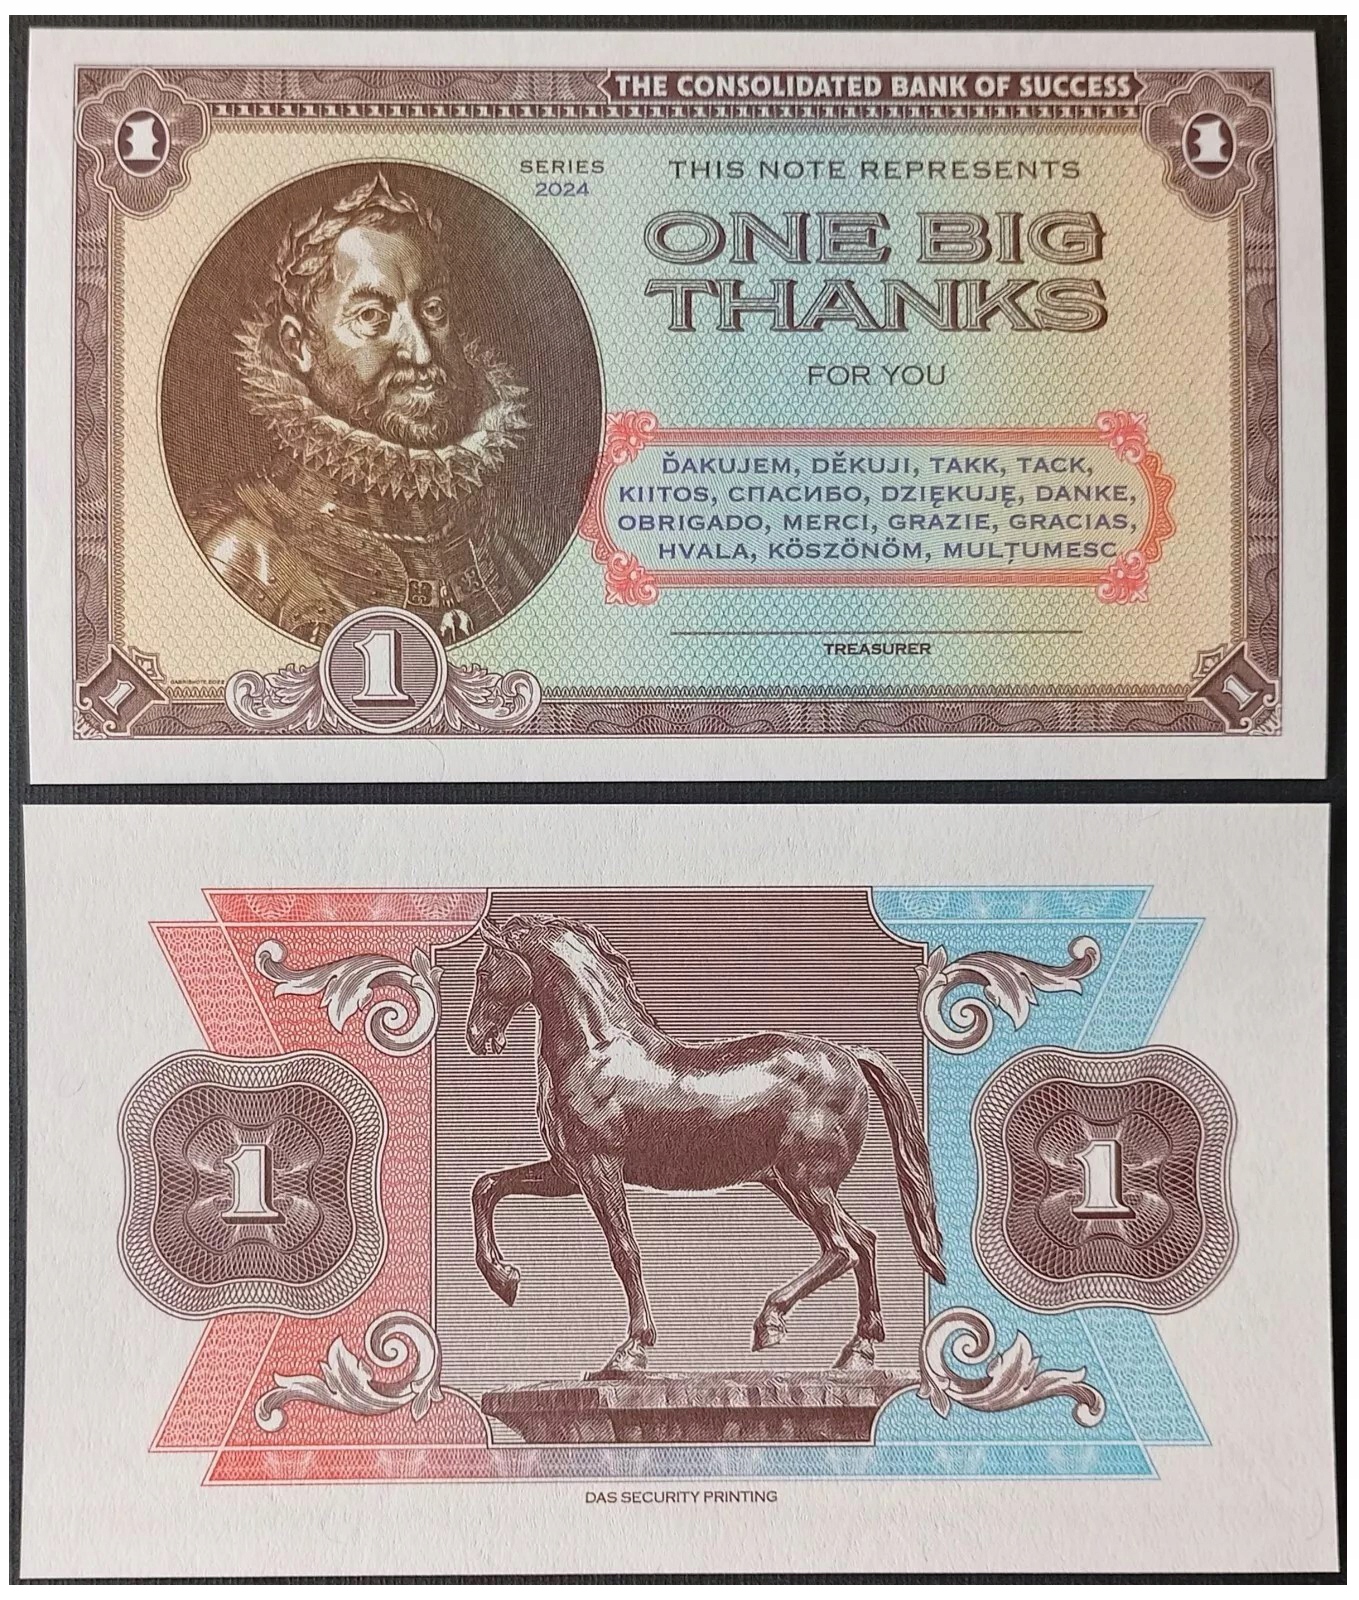 THE CONSOLIDATED BANK OF SUCCESS
1
1
SERIES
2024
THIS NOTE REPRESENTS
ONE BIG
THANKS
FOR YOU
ĎAKUJEM, DĚKUJI, TAKK, TACK,
KIITOS, СПАСИБО, DZIĘKUJĘ, DANKE,
OBRIGADO, MERCI, GRAZIE, GRACIAS,
HVALA, KÖSZÖNÖM, MULȚUMESC
TREASURER
1
1
1
1
1
DAS SECURITY PRINTING